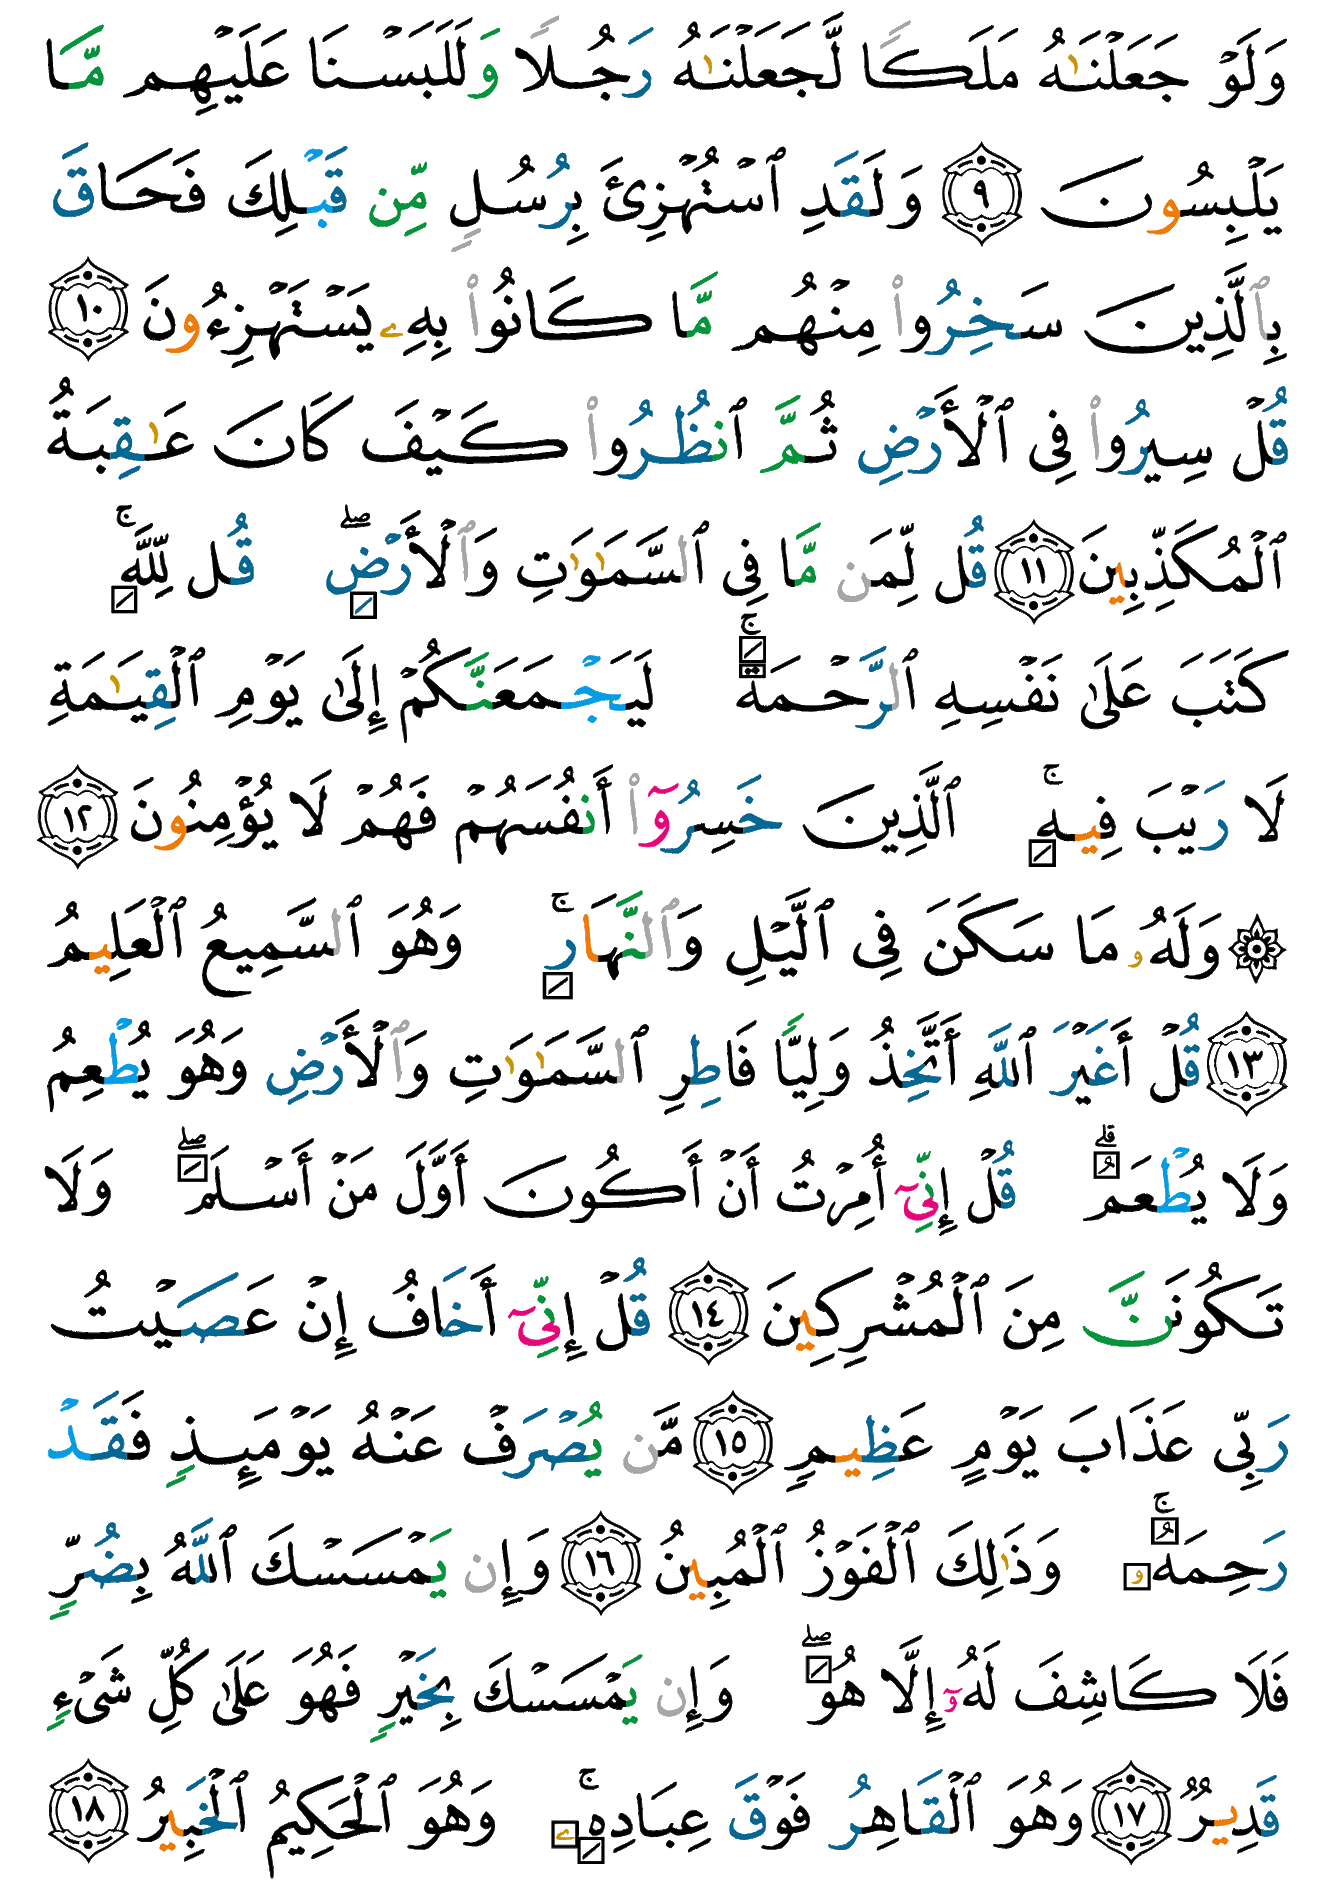 وَلَوْ جَعَلْنَـٰهُ مَلَكًا لَّجَعَلْنَـٰهُ رَجُلًا وَلَلَبَسْنَا عَلَيْهِم مَّا
يَلْبِسُونَ ٩ وَلَقَدِ ٱسْتُهْزِئَ بِرُسُلٍ مِّن قَبْلِكَ فَحَاقَ
بِٱلَّذِينَ سَخِرُوا۟ مِنْهُم مَّا كَانُوا۟ بِهِۦ يَسْتَهْزِءُونَ ١٠
قُلْ سِيرُوا۟ فِى ٱلْأَرْضِ ثُمَّ ٱنظُرُوا۟ كَيْفَ كَانَ عَـٰقِبَةُ
ٱلْمُكَذِّبِينَ ١١ قُل لِّمَن مَّا فِى ٱلسَّمَـٰوَٰتِ وَٱلْأَرْضِ ۖ قُل لِّلَّهِ ۚ
كَتَبَ عَلَىٰ نَفْسِهِ ٱلرَّحْمَةَ ۚ لَيَجْمَعَنَّكُمْ إِلَىٰ يَوْمِ ٱلْقِيَـٰمَةِ
لَا رَيْبَ فِيهِ ۚ ٱلَّذِينَ خَسِرُوٓا۟ أَنفُسَهُمْ فَهُمْ لَا يُؤْمِنُونَ ١٢
۞ وَلَهُۥ مَا سَكَنَ فِى ٱلَّيْلِ وَٱلنَّهَارِ ۚ وَهُوَ ٱلسَّمِيعُ ٱلْعَلِيمُ
١٣ قُلْ أَغَيْرَ ٱللَّهِ أَتَّخِذُ وَلِيًّا فَاطِرِ ٱلسَّمَـٰوَٰتِ وَٱلْأَرْضِ وَهُوَ يُطْعِمُ
وَلَا يُطْعَمُ ۗ قُلْ إِنِّىٓ أُمِرْتُ أَنْ أَكُونَ أَوَّلَ مَنْ أَسْلَمَ ۖ وَلَا
تَكُونَنَّ مِنَ ٱلْمُشْرِكِينَ ١٤ قُلْ إِنِّىٓ أَخَافُ إِنْ عَصَيْتُ
رَبِّى عَذَابَ يَوْمٍ عَظِيمٍ ١٥ مَّن يُصْرَفْ عَنْهُ يَوْمَئِذٍ فَقَدْ
رَحِمَهُۥ ۚ وَذَٰلِكَ ٱلْفَوْزُ ٱلْمُبِينُ ١٦ وَإِن يَمْسَسْكَ ٱللَّهُ بِضُرٍّ
فَلَا كَاشِفَ لَهُۥٓ إِلَّا هُوَ ۖ وَإِن يَمْسَسْكَ بِخَيْرٍ فَهُوَ عَلَىٰ كُلِّ شَىْءٍ
قَدِيرٌ ١٧ وَهُوَ ٱلْقَاهِرُ فَوْقَ عِبَادِهِۦ ۚ وَهُوَ ٱلْحَكِيمُ ٱلْخَبِيرُ ١٨